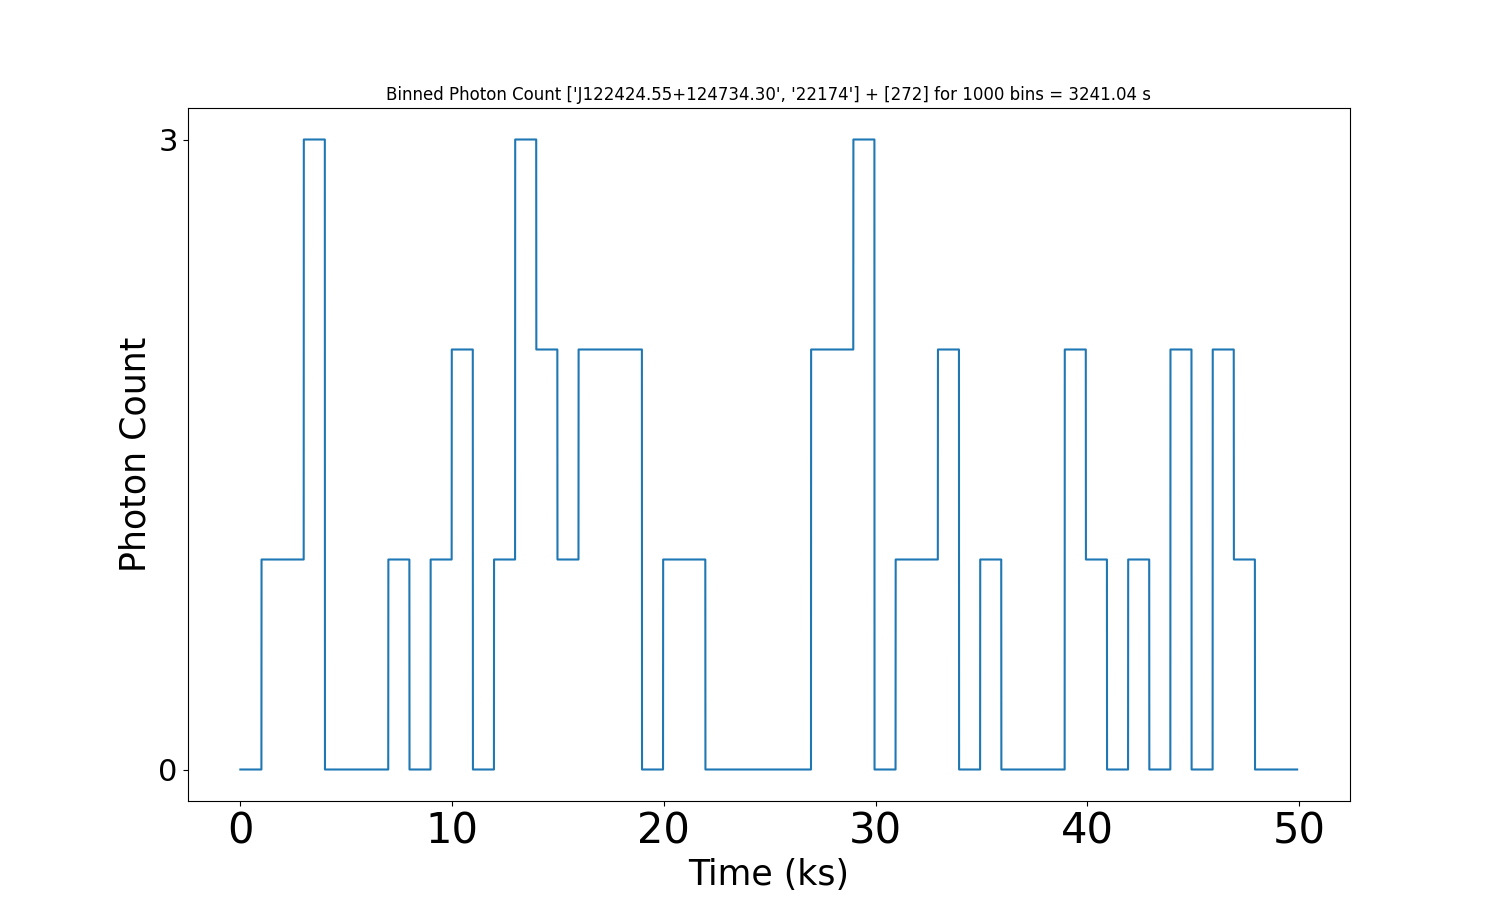 Binned Photon Count ['J122424.55+124734.30', '22174'] + [272] for 1000 bins = 3241.04 s
3
Photon Count
0
0 10 20 30 40 50
Time (ks)